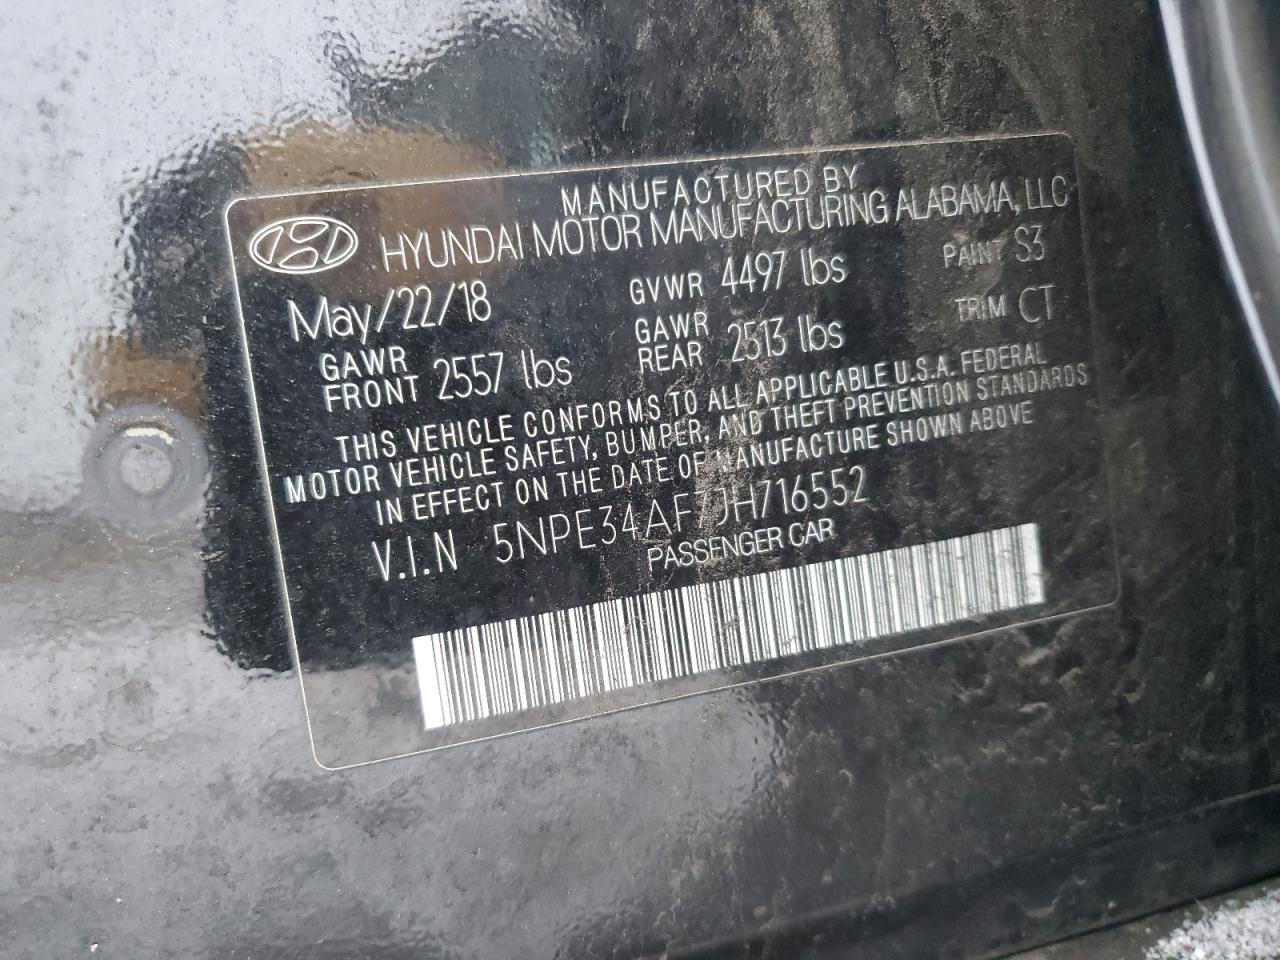 MANUFACTURED BY
HYUNDAI MOTOR MANUFACTURING ALABAMA, LLC
May/22/18 GVWR 4497 lbs PAINT S3
GAWR FRONT 2557 lbs GAWR REAR 2513 lbs TRIM CT
THIS VEHICLE CONFORMS TO ALL APPLICABLE U.S.A. FEDERAL
MOTOR VEHICLE SAFETY, BUMPER, AND THEFT PREVENTION STANDARDS
IN EFFECT ON THE DATE OF MANUFACTURE SHOWN ABOVE
V.I.N 5NPE34AF7JH716552
PASSENGER CAR